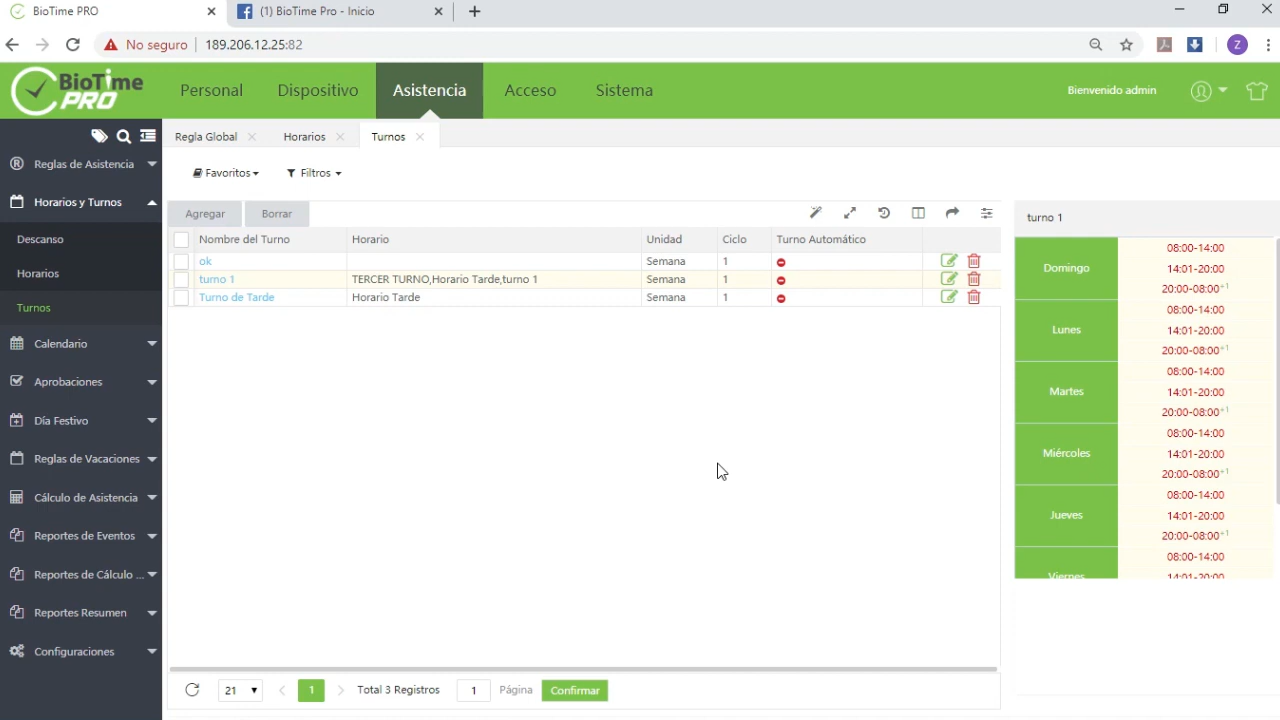 BioTime PRO
(1) BioTime Pro - Inicio
No seguro
189.206.12.25:82
Z
BioTime
PRO
Personal
Dispositivo
Asistencia
Acceso
Sistema
Bienvenido admin
Regla Global
Horarios
Turnos
Reglas de Asistencia
Horarios y Turnos
Descanso
Horarios
Turnos
Calendario
Aprobaciones
Día Festivo
Reglas de Vacaciones
Cálculo de Asistencia
Reportes de Eventos
Reportes de Cálculo ...
Reportes Resumen
Configuraciones
Favoritos
Filtros
Agregar
Borrar
Nombre del Turno Horario Unidad Ciclo Turno Automático
ok Semana 1
turno 1 TERCER TURNO,Horario Tarde,turno 1 Semana 1
Turno de Tarde Horario Tarde Semana 1
21
1
Total 3 Registros
1
Página
Confirmar
turno 1
Domingo
08:00-14:00
14:01-20:00
20:00-08:00+1
Lunes
08:00-14:00
14:01-20:00
20:00-08:00+1
Martes
08:00-14:00
14:01-20:00
20:00-08:00+1
Miércoles
08:00-14:00
14:01-20:00
20:00-08:00+1
Jueves
08:00-14:00
14:01-20:00
20:00-08:00+1
Viernes
08:00-14:00
14:01-20:00